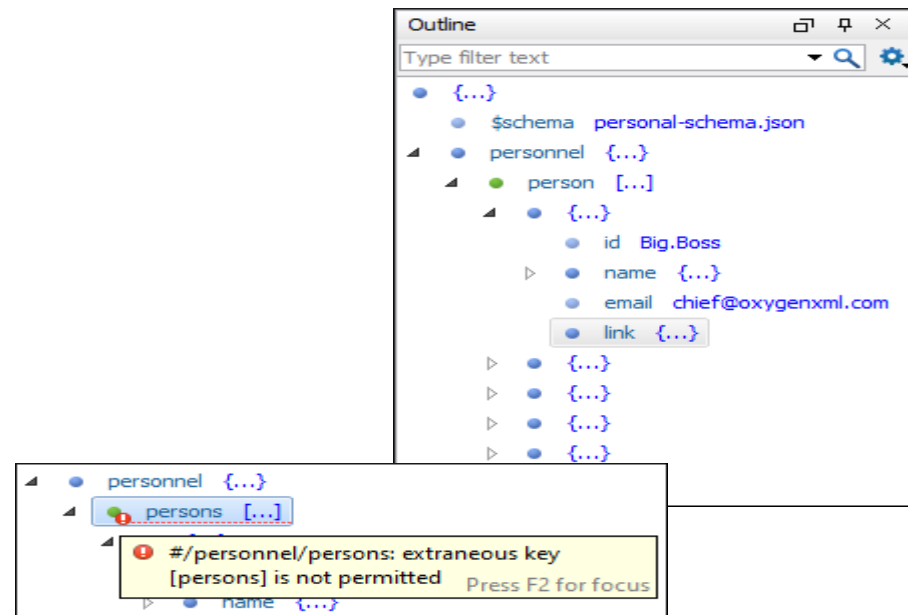 Outline
Type filter text
{...}
$schema personal-schema.json
personnel {...}
person [...]
{...}
id Big.Boss
name {...}
email chief@oxygenxml.com
link {...}
{...}
{...}
{...}
{...}
personnel {...}
persons [...]
#/personnel/persons: extraneous key
[persons] is not permitted Press F2 for focus
name {...}